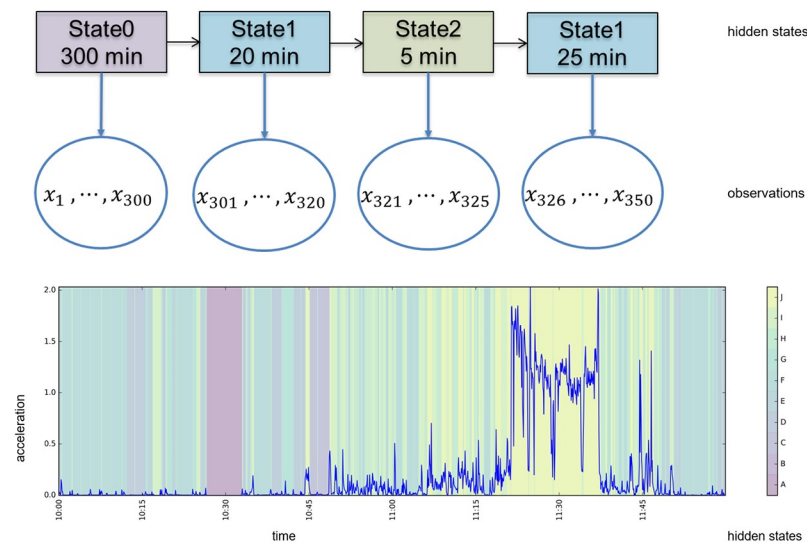 State0
300 min
State1
20 min
State2
5 min
State1
25 min
hidden states
x₁ ,⋯, x₃₀₀
x₃₀₁ ,⋯, x₃₂₀
x₃₂₁ ,⋯, x₃₂₅
x₃₂₆ ,⋯, x₃₅₀
observations
acceleration
2.0
1.5
1.0
0.5
0.0
10:00
10:15
10:30
10:45
11:00
11:15
11:30
11:45
time
J
I
H
G
F
E
D
C
B
A
hidden states